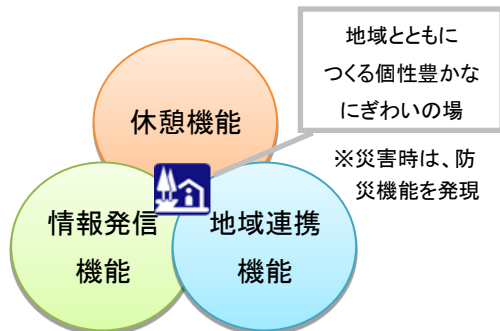 地域とともに
つくる個性豊かな
にぎわいの場
休憩機能
※災害時は、防
災機能を発現
情報発信
機能
地域連携
機能